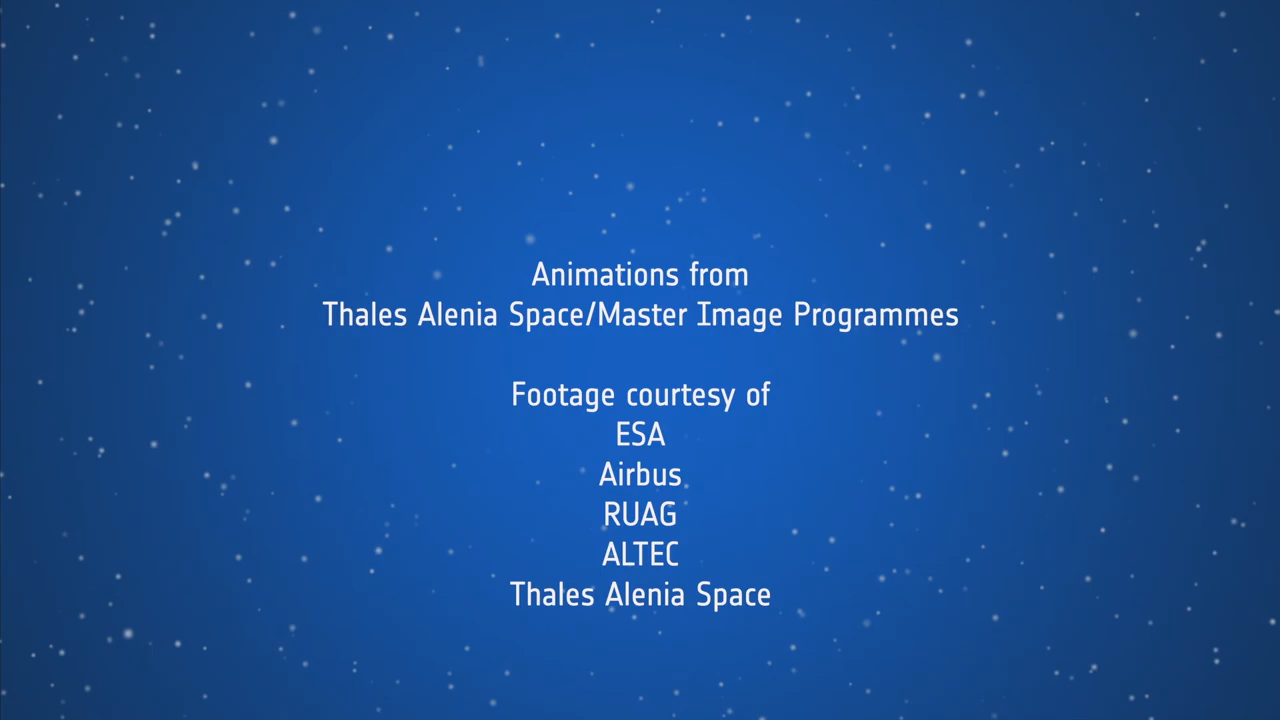 Animations from
Thales Alenia Space/Master Image Programmes
Footage courtesy of
ESA
Airbus
RUAG
ALTEC
Thales Alenia Space